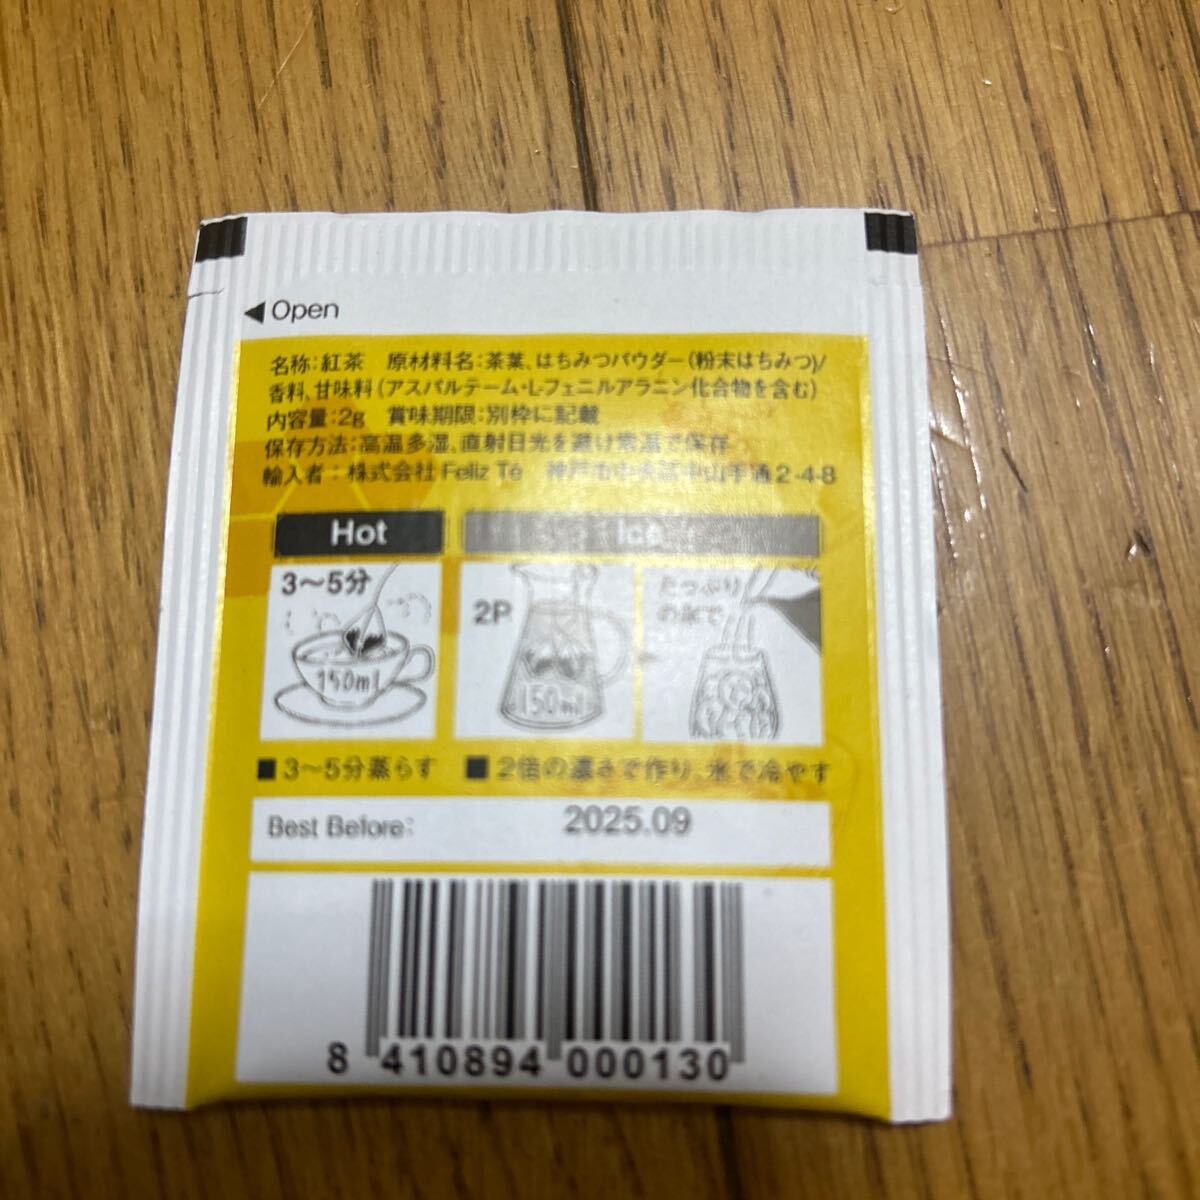 ◀Open
名称:紅茶　原材料名:茶葉、はちみつパウダー(粉末はちみつ)/
香料、甘味料(アスパルテーム・L-フェニルアラニン化合物を含む)
内容量:2g　賞味期限:別枠に記載
保存方法:高温多湿、直射日光を避け常温で保存
輸入者:株式会社Feliz Té　神戸市中央区中山手通2-4-8
Hot
Ice
3〜5分
150mL
2P
150ml
たっぷり
の氷で
■3〜5分蒸らす
■2倍の濃さで作り、氷で冷やす
Best Before:
2025.09
8 410894 000130